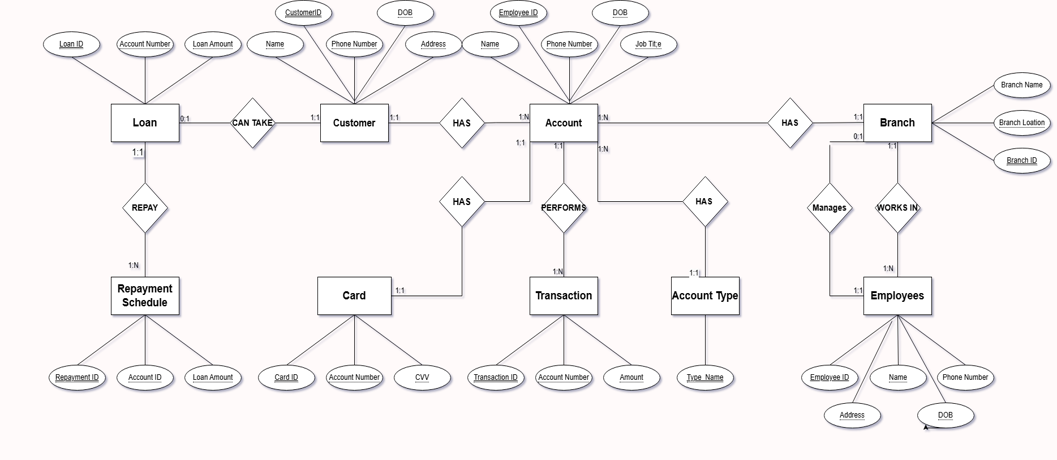 CustomerID
DOB
Employee ID
DOB
Loan ID
Account Number
Loan Amount
Name
Phone Number
Address
Name
Phone Number
Job Tit;e
Branch Name
Loan
0:1
CAN TAKE
1:1
Customer
1:1
HAS
1:N
Account
1:N
HAS
1:1
Branch
Branch Loation
0:1
1:1
1:1
1:1
1:N
1:1
Branch ID
REPAY
HAS
PERFORMS
HAS
Manages
WORKS IN
1:N
1:N
1:1
1:N
Repayment
Schedule
Card
1:1
Transaction
Account Type
1:1
Employees
Repayment ID
Account ID
Loan Amount
Card ID
Account Number
CVV
Transaction ID
Account Number
Amount
Type_Name
Employee ID
Name
Phone Number
Address
DOB